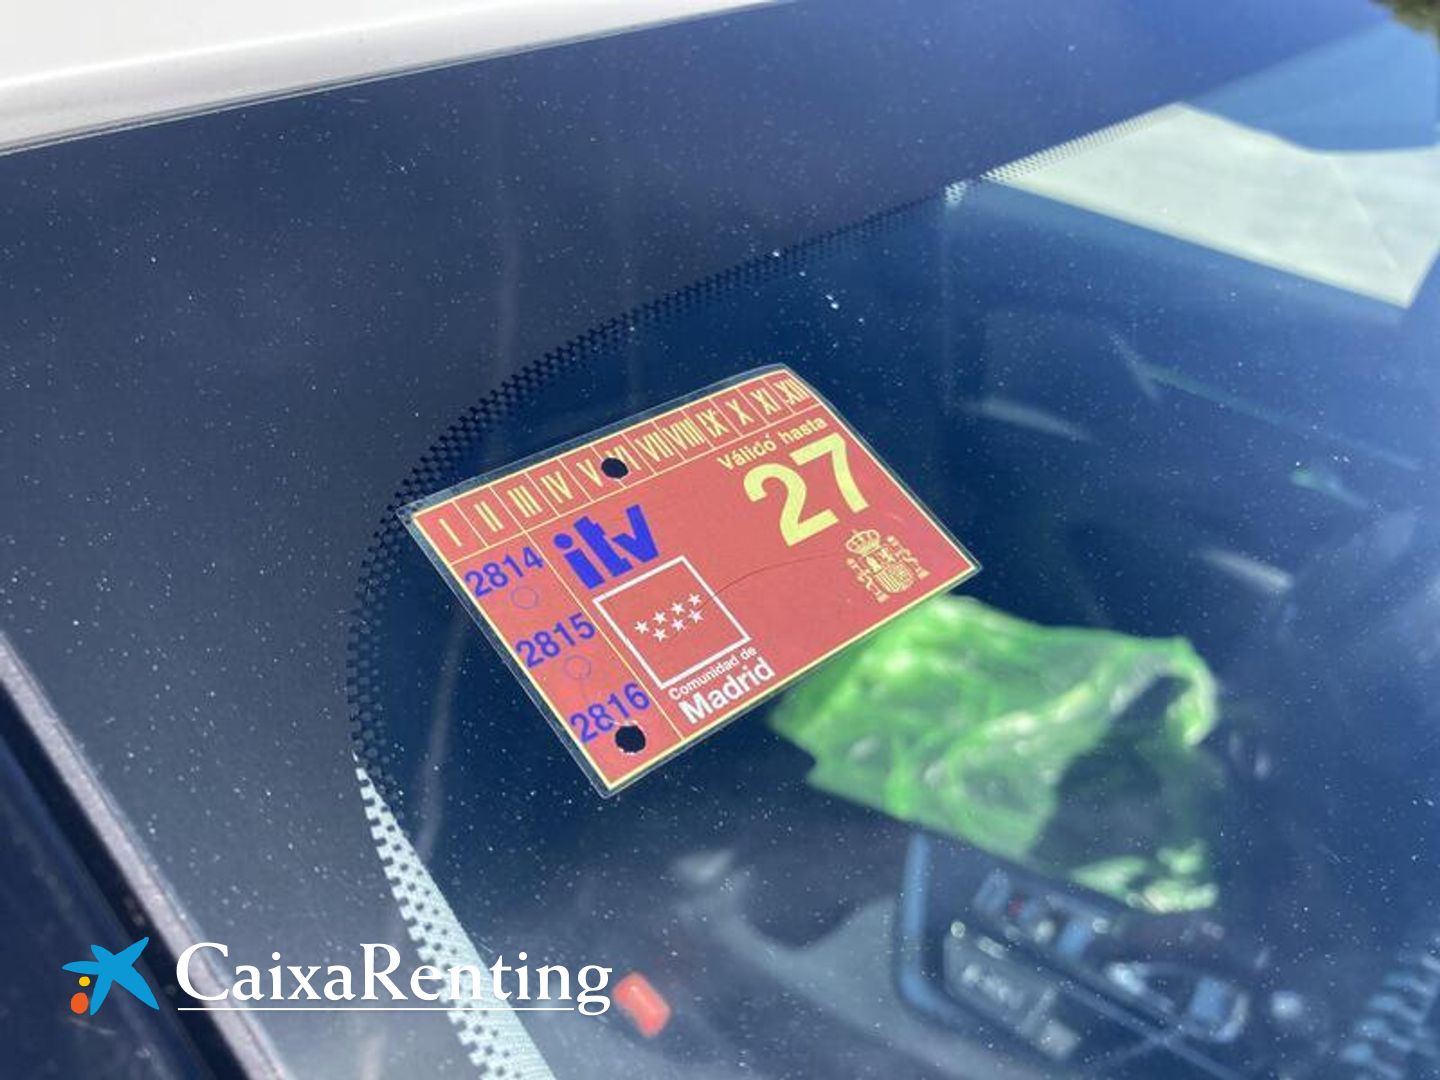 I II III IV V VI VII VIII IX X XI XII
Válido hasta
27
itv
2814
2815
2816
Comunidad de
Madrid
CaixaRenting